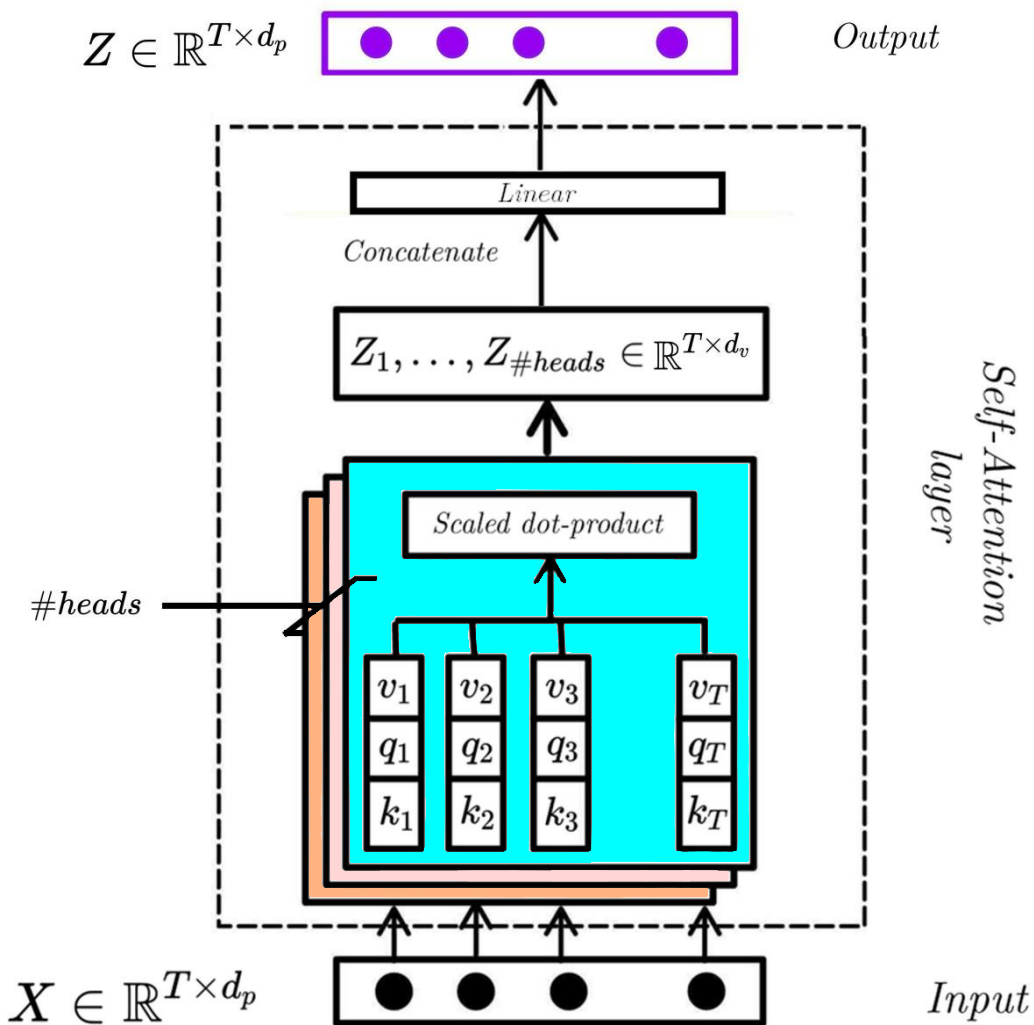 Z ∈ ℝ^{T×d_p}
Output
Linear
Concatenate
Z_1, . . . , Z_{#heads} ∈ ℝ^{T×d_v}
Self-Attention
layer
Scaled dot-product
#heads
v_1 v_2 v_3 v_T
q_1 q_2 q_3 q_T
k_1 k_2 k_3 k_T
X ∈ ℝ^{T×d_p}
Input